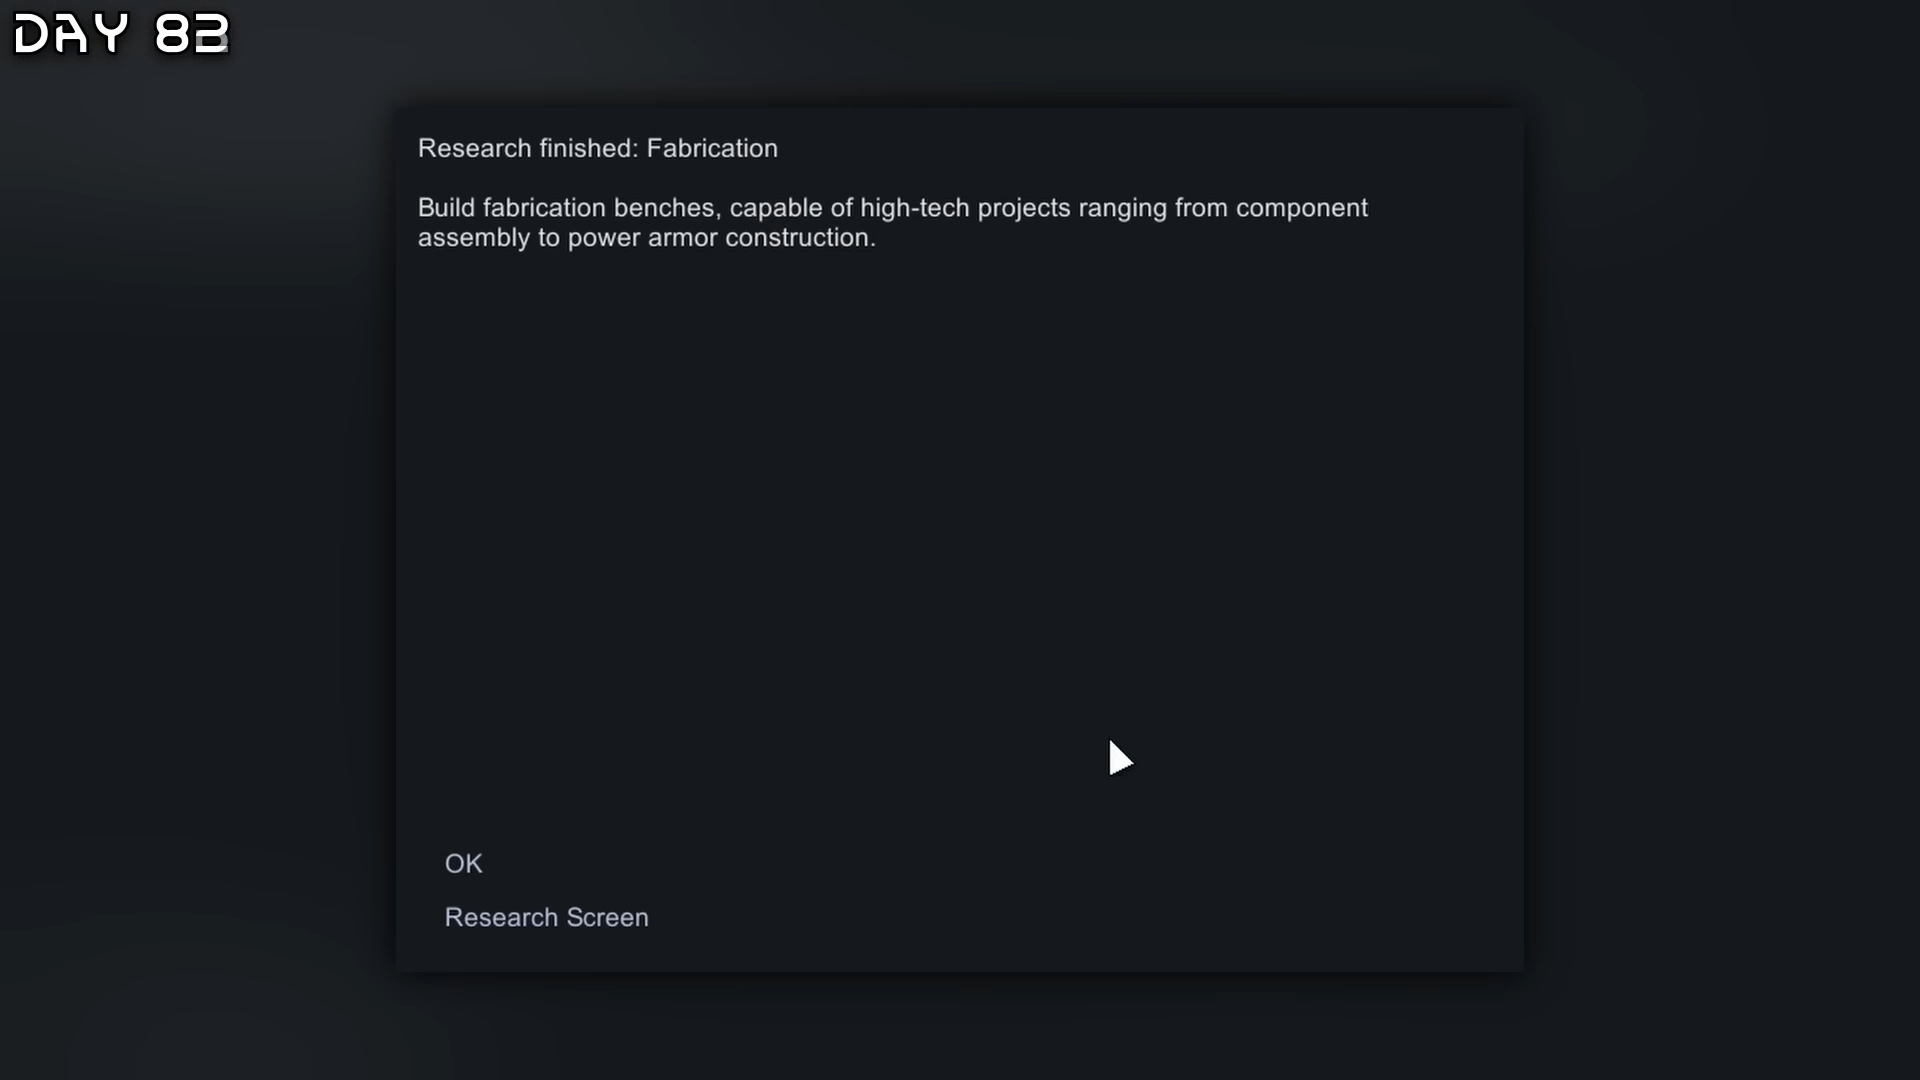 DAY 83
Research finished: Fabrication
Build fabrication benches, capable of high-tech projects ranging from component
assembly to power armor construction.
OK
Research Screen